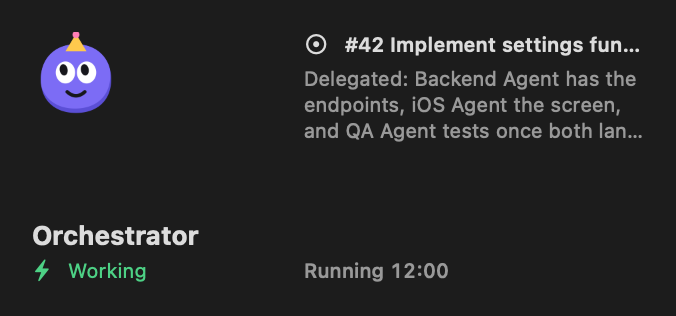 #42 Implement settings fun...
Delegated: Backend Agent has the
endpoints, iOS Agent the screen,
and QA Agent tests once both lan...
Orchestrator
Working
Running 12:00